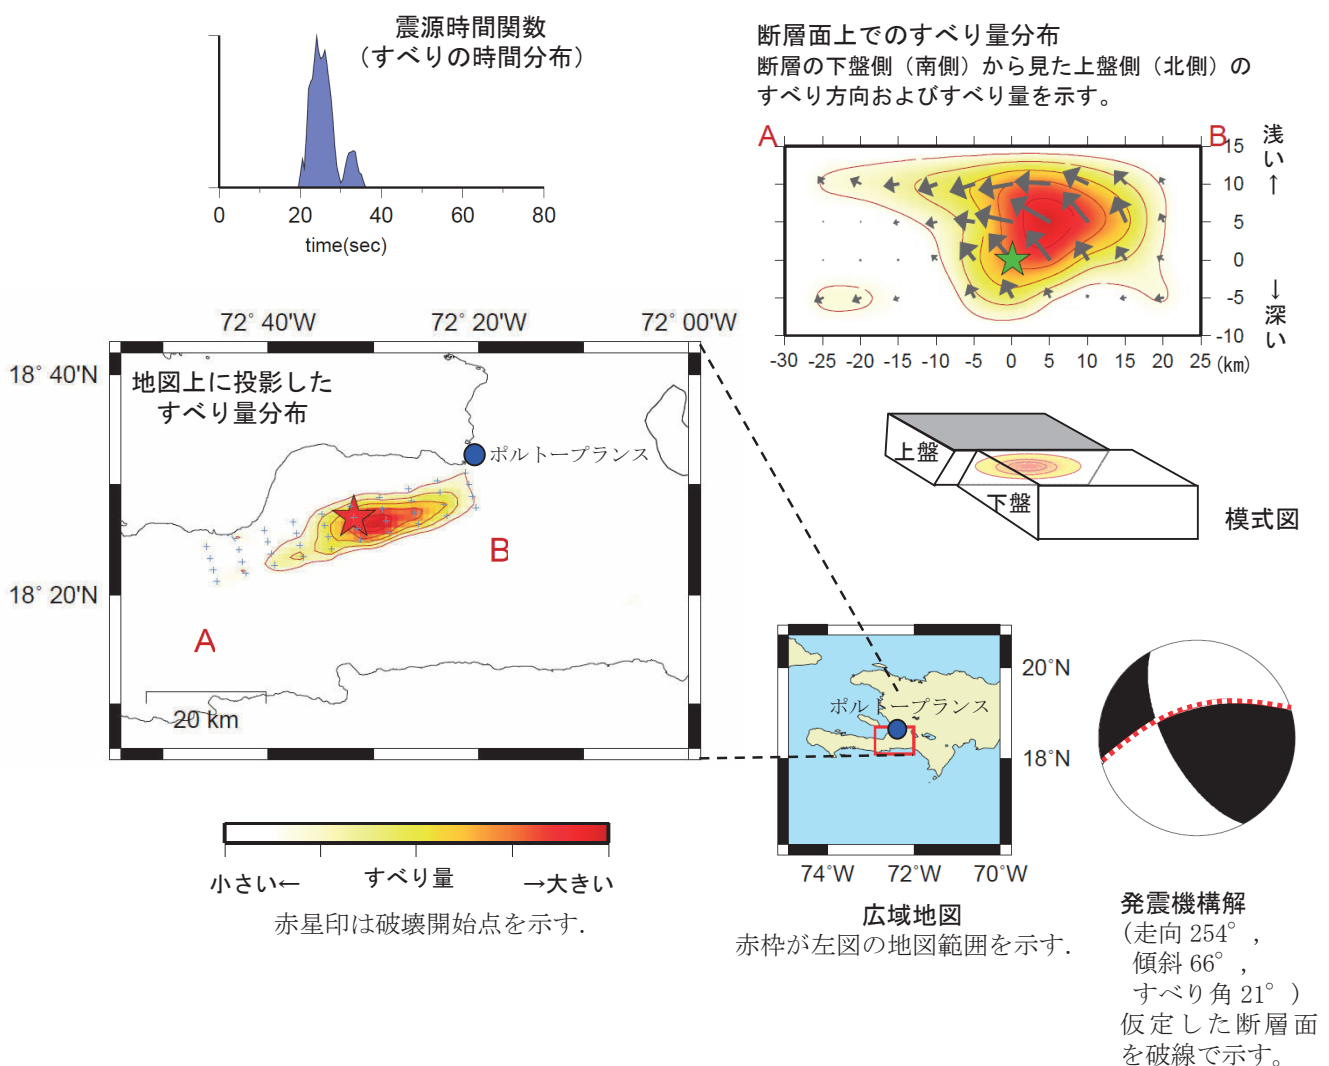 震源時間関数
（すべりの時間分布）
0 20 40 60 80
time(sec)
断層面上でのすべり量分布
断層の下盤側（南側）から見た上盤側（北側）の
すべり方向およびすべり量を示す。
A B
15
10
5
0
-5
-10
浅い↑
↓深い
-30 -25 -20 -15 -10 -5 0 5 10 15 20 25 (㎞)
72° 40'W 72° 20'W 72° 00'W
18° 40'N
18° 20'N
地図上に投影した
すべり量分布
ポルトープランス
B
A
20 km
上盤
下盤
模式図
ポルトープランス
20°N
18°N
74°W 72°W 70°W
広域地図
赤枠が左図の地図範囲を示す.
小さい← すべり量 →大きい
赤星印は破壊開始点を示す.
発震機構解
(走向 254°,
傾斜 66°,
すべり角 21°)
仮定した断層面
を破線で示す。